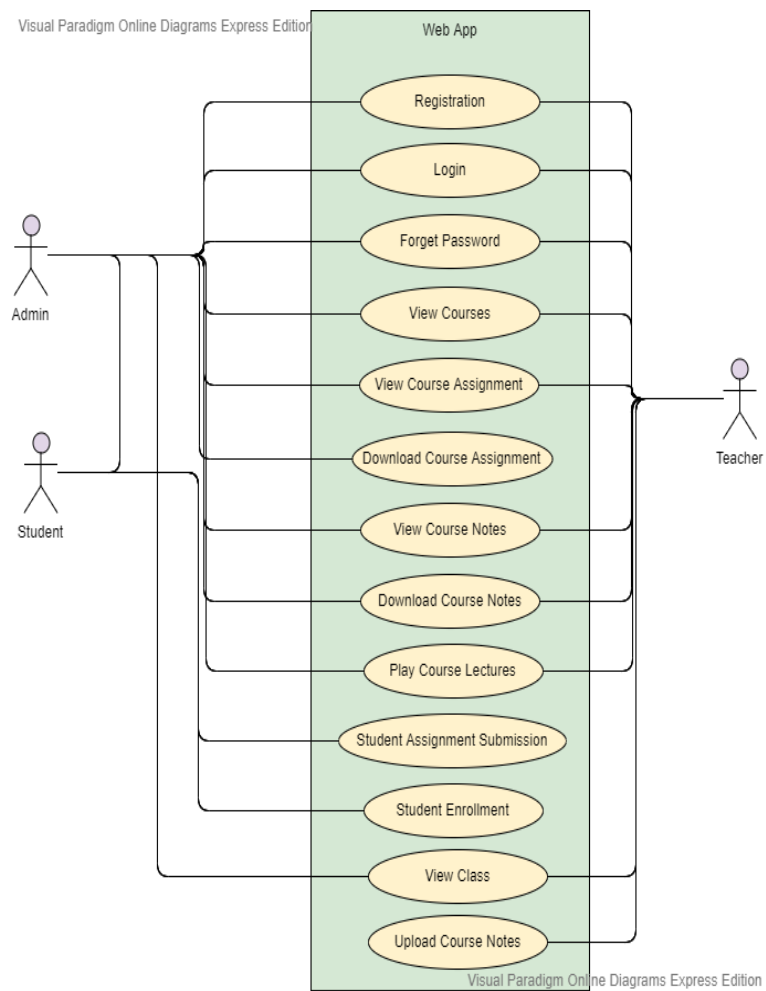 Visual Paradigm Online Diagrams Express Edition
Web App
Registration
Login
Forget Password
View Courses
View Course Assignment
Download Course Assignment
View Course Notes
Download Course Notes
Play Course Lectures
Student Assignment Submission
Student Enrollment
View Class
Upload Course Notes
Admin
Student
Teacher
Visual Paradigm Online Diagrams Express Edition